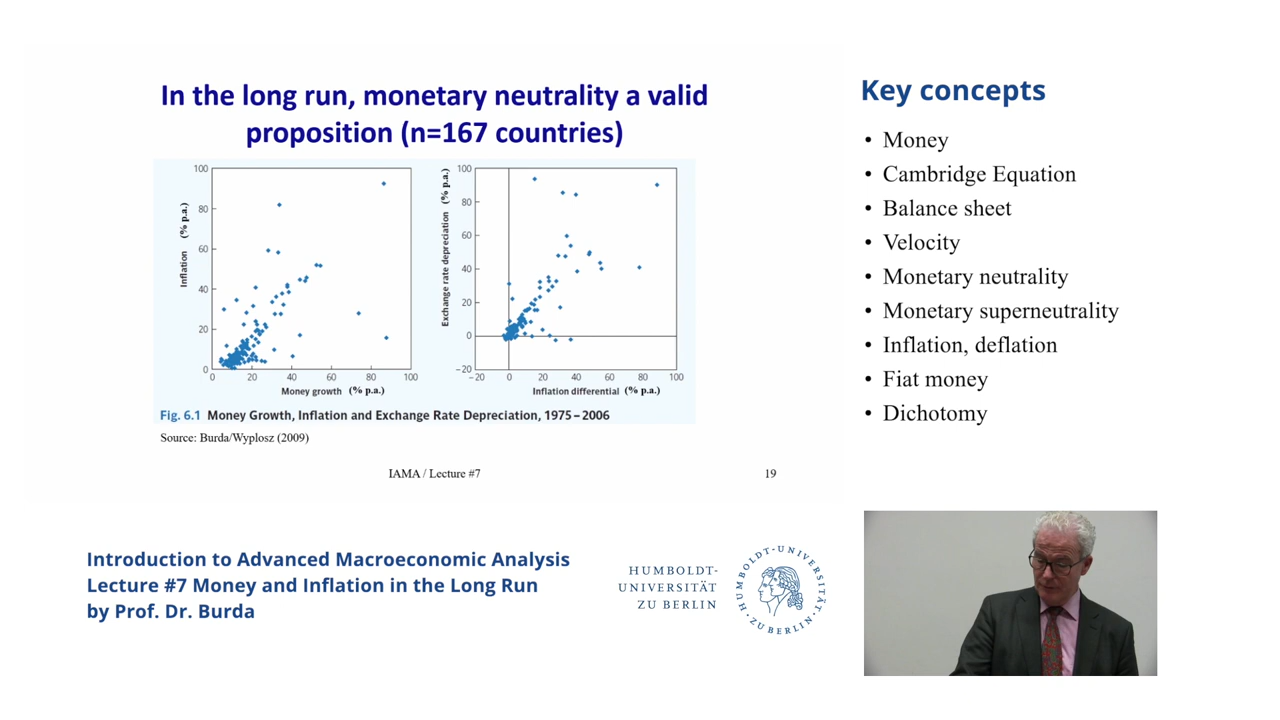 In the long run, monetary neutrality a valid
proposition (n=167 countries)
100
80
60
40
20
0
Inflation (% p.a.)
0 20 40 60 80 100
Money growth (% p.a.)
100
80
60
40
20
0
−20
Exchange rate depreciation (% p.a.)
−20 0 20 40 60 80 100
Inflation differential (% p.a.)
Fig. 6.1 Money Growth, Inflation and Exchange Rate Depreciation, 1975–2006
Source: Burda/Wyplosz (2009)
IAMA / Lecture #7
19
Key concepts
• Money
• Cambridge Equation
• Balance sheet
• Velocity
• Monetary neutrality
• Monetary superneutrality
• Inflation, deflation
• Fiat money
• Dichotomy
Introduction to Advanced Macroeconomic Analysis
Lecture #7 Money and Inflation in the Long Run
by Prof. Dr. Burda
HUMBOLDT-
UNIVERSITÄT
ZU BERLIN
HUMBOLDT-UNIVERSITÄT
ZU BERLIN